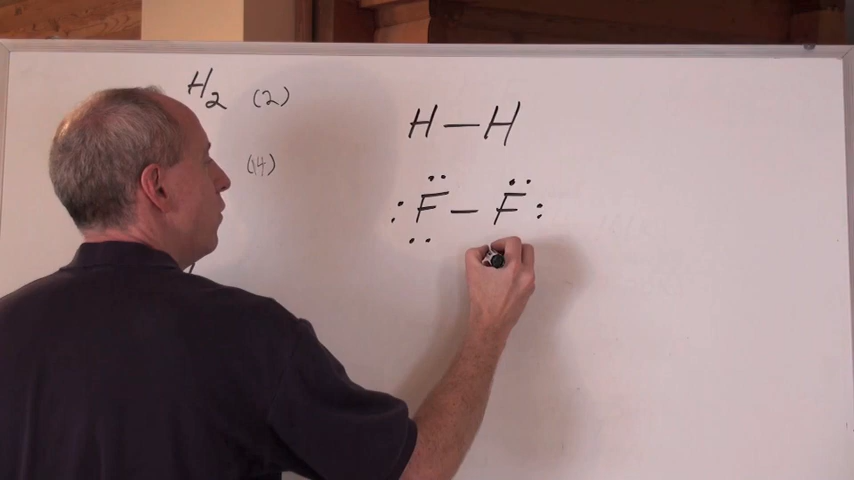 H₂ (2)
H — H
(14)
:F̈ — F̈: